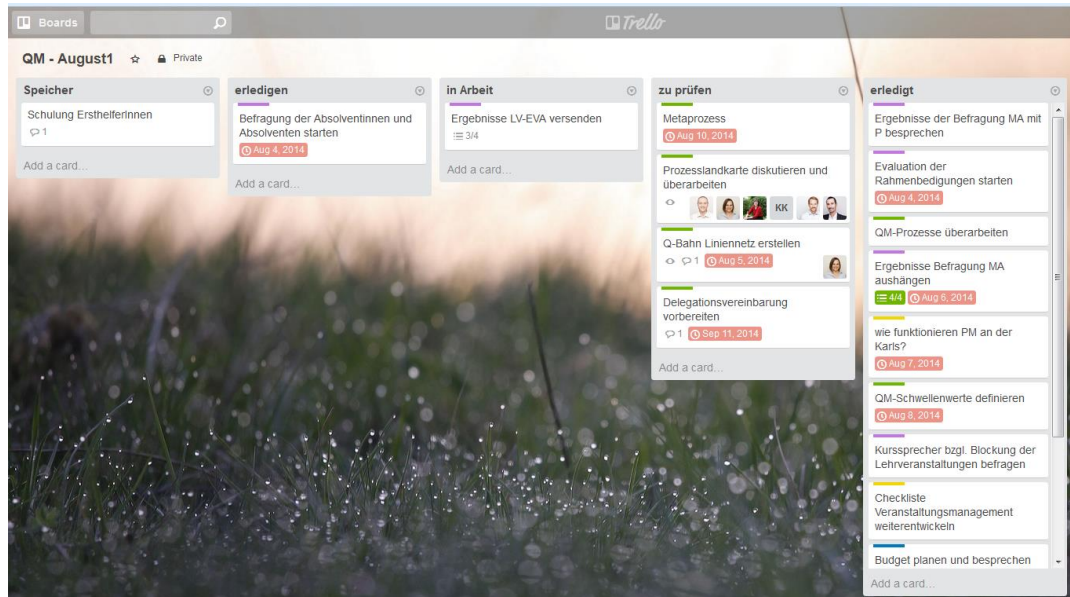 Boards
Trello
QM - August1
Private
Speicher
Schulung ErsthelferInnen
1
Add a card...
erledigen
Befragung der Absolventinnen und
Absolventen starten
Aug 4, 2014
Add a card...
in Arbeit
Ergebnisse LV-EVA versenden
3/4
Add a card...
zu prüfen
Metaprozess
Aug 10, 2014
Prozesslandkarte diskutieren und
überarbeiten
KK
Q-Bahn Liniennetz erstellen
1 Aug 5, 2014
Delegationsvereinbarung
vorbereiten
1 Sep 11, 2014
Add a card...
erledigt
Ergebnisse der Befragung MA mit
P besprechen
Evaluation der
Rahmenbedigungen starten
Aug 4, 2014
QM-Prozesse überarbeiten
Ergebnisse Befragung MA
aushängen
4/4 Aug 6, 2014
wie funktionieren PM an der
Karls?
Aug 7, 2014
QM-Schwellenwerte definieren
Aug 8, 2014
Kurssprecher bzgl. Blockung der
Lehrveranstaltungen befragen
Checkliste
Veranstaltungsmanagement
weiterentwickeln
Budget planen und besprechen
Add a card...